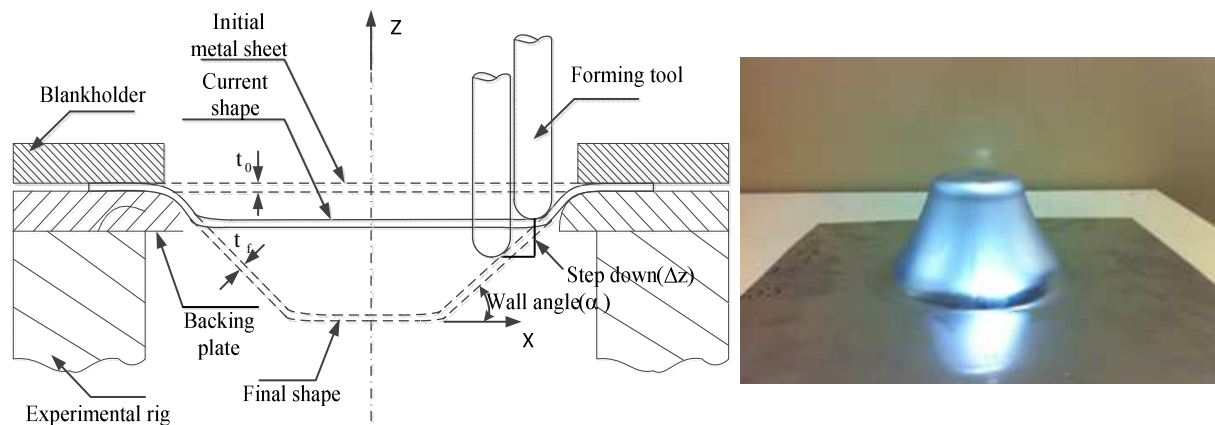 Initial
metal sheet
Z
Current
shape
Forming tool
Blankholder
t₀
t f
Step down(Δz)
Wall angle(α)
X
Backing
plate
Final shape
Experimental rig